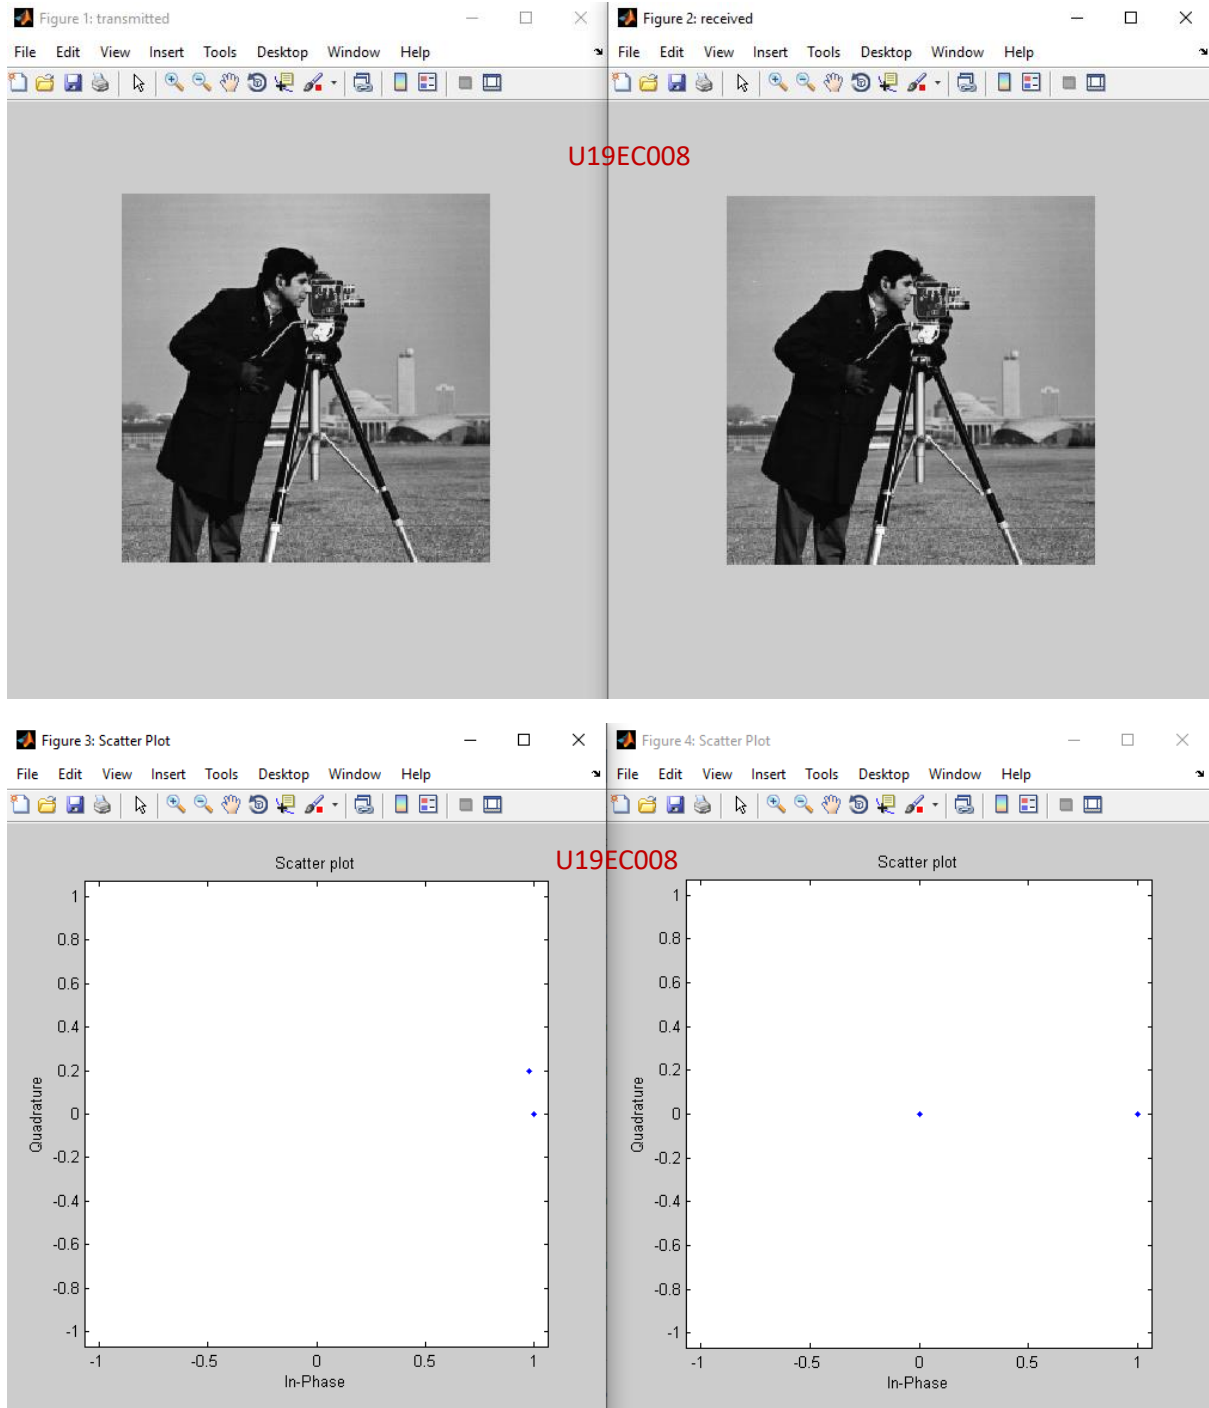 Figure 1: transmitted
File Edit View Insert Tools Desktop Window Help
Figure 2: received
File Edit View Insert Tools Desktop Window Help
U19EC008
Figure 3: Scatter Plot
File Edit View Insert Tools Desktop Window Help
Figure 4: Scatter Plot
File Edit View Insert Tools Desktop Window Help
U19EC008
Scatter plot
1
0.8
0.6
0.4
0.2
0
-0.2
-0.4
-0.6
-0.8
-1
Quadrature
-1 -0.5 0 0.5 1
In-Phase
Scatter plot
1
0.8
0.6
0.4
0.2
0
-0.2
-0.4
-0.6
-0.8
-1
Quadrature
-1 -0.5 0 0.5 1
In-Phase